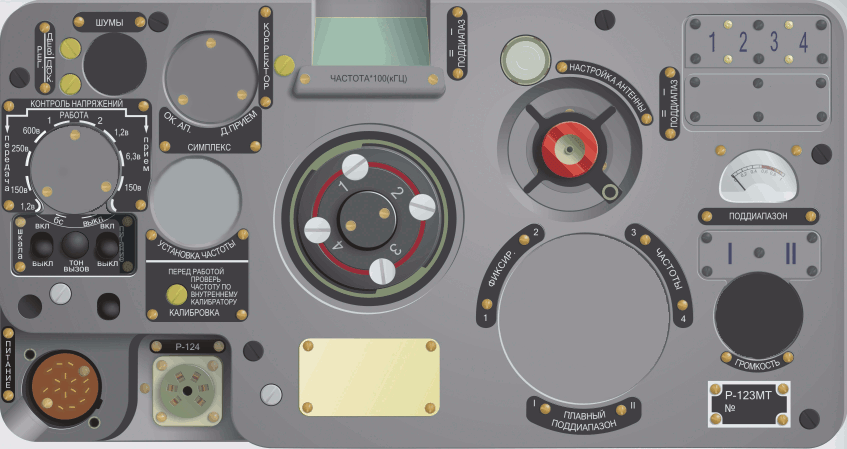 ШУМЫ
РЕГ.
ПЕВ.
ДОК.
КОРРЕКТОР
ЧАСТОТА*100(кГЦ)
I II ПОДДИАПАЗ
НАСТРОЙКА АНТЕННЫ
I II ПОДДИАПАЗ
1 2 3 4
КОНТРОЛЬ НАПРЯЖЕНИЙ
РАБОТА
1 2
600в 1,2в
250в 6,3в
150в 150в
1,2в
передача
прием
бс ВЫКЛ
ОК. АП. Д.ПРИЕМ
СИМПЛЕКС
1 2 3 4
ПОДДИАПАЗОН
I II
шкала
ВКЛ ВКЛ
ВЫКЛ ТОН ВЫЗОВ ВЫКЛ
УСТАНОВКА ЧАСТОТЫ
ПЕРЕД РАБОТОЙ
ПРОВЕРЬ
ЧАСТОТУ ПО
ВНУТРЕННЕМУ
КАЛИБРАТОРУ
КАЛИБРОВКА
1 ФИКСИР. 2
3 ЧАСТОТЫ 4
ГРОМКОСТЬ
ПИТАНИЕ
Р-124
I II
ПЛАВНЫЙ
ПОДДИАПАЗОН
Р-123МТ
№